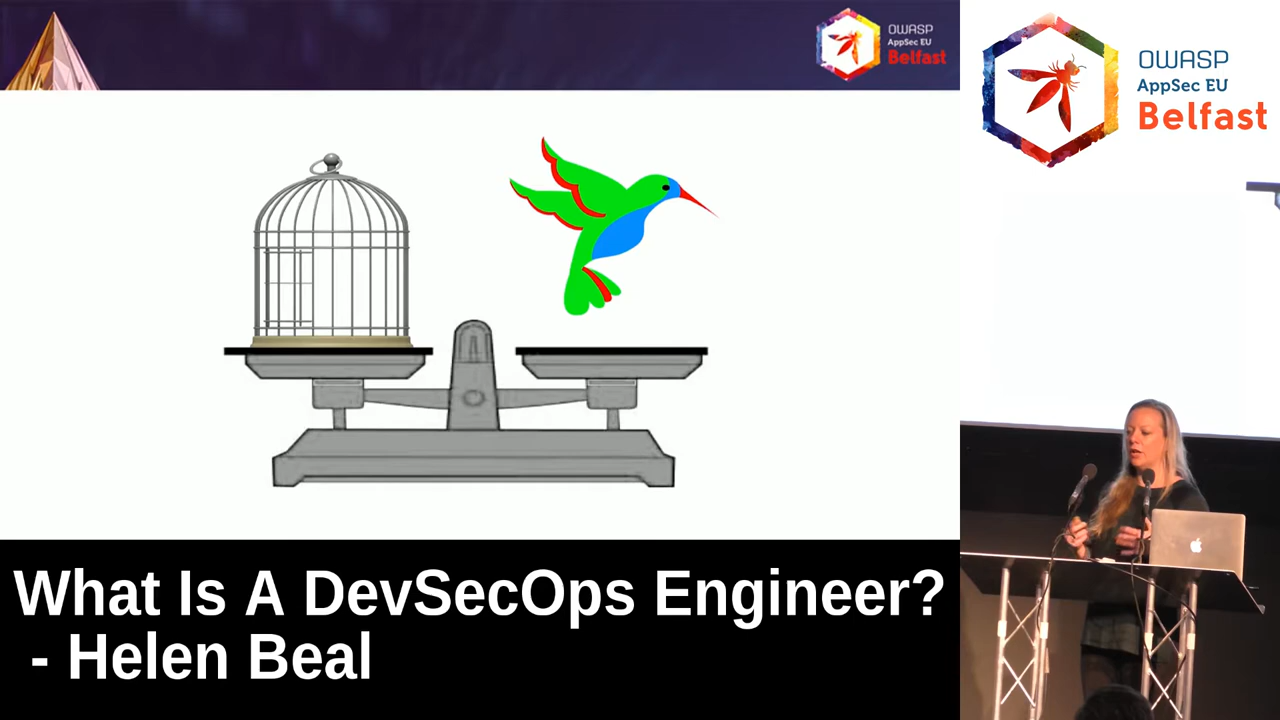 OWASP
AppSec EU
Belfast
OWASP
AppSec EU
Belfast
What Is A DevSecOps Engineer?
- Helen Beal